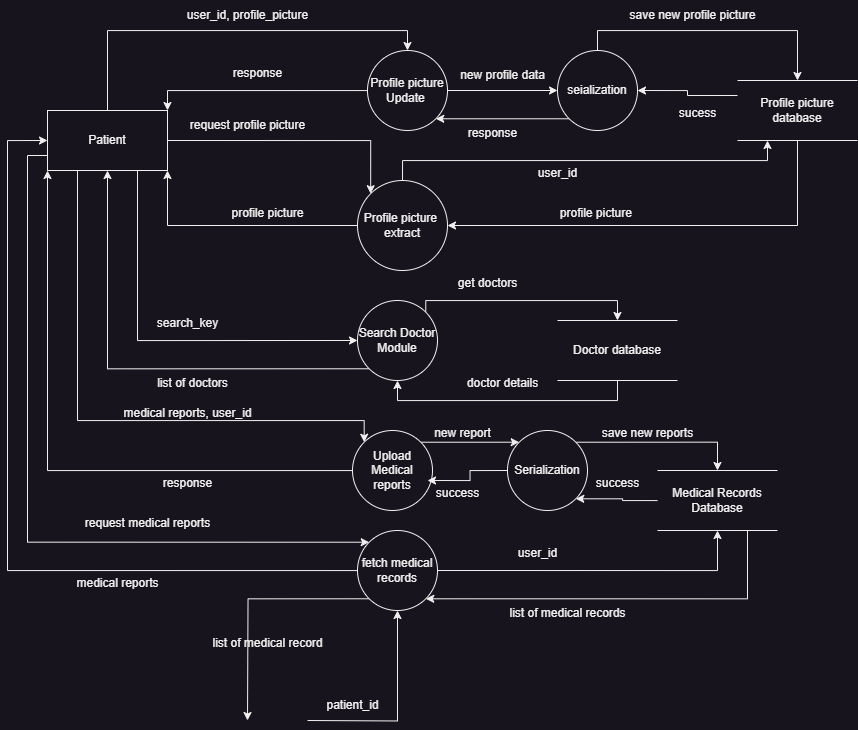 user_id, profile_picture
save new profile picture
response
Profile picture
Update
new profile data
seialization
Profile picture
database
sucess
response
Patient
request profile picture
user_id
profile picture
Profile picture
extract
profile picture
get doctors
search_key
Search Doctor
Module
Doctor database
list of doctors
doctor details
medical reports, user_id
new report
save new reports
Upload
Medical
reports
Serialization
response
success
success
Medical Records
Database
request medical reports
user_id
fetch medical
records
medical reports
list of medical records
list of medical record
patient_id